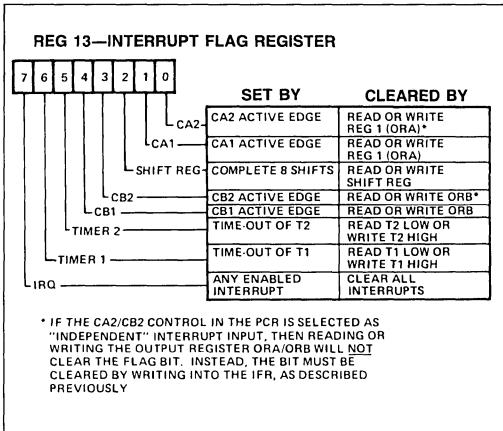 REG 13—INTERRUPT FLAG REGISTER
7 6 5 4 3 2 1 0
SET BY CLEARED BY
CA2 CA2 ACTIVE EDGE READ OR WRITE
REG 1 (ORA)*
CA1 CA1 ACTIVE EDGE READ OR WRITE
REG 1 (ORA)
SHIFT REG COMPLETE 8 SHIFTS READ OR WRITE
SHIFT REG
CB2 CB2 ACTIVE EDGE READ OR WRITE ORB*
CB1 CB1 ACTIVE EDGE READ OR WRITE ORB
TIMER 2 TIME-OUT OF T2 READ T2 LOW OR
WRITE T2 HIGH
TIMER 1 TIME-OUT OF T1 READ T1 LOW OR
WRITE T1 HIGH
IRQ ANY ENABLED CLEAR ALL
INTERRUPT INTERRUPTS
* IF THE CA2/CB2 CONTROL IN THE PCR IS SELECTED AS
"INDEPENDENT" INTERRUPT INPUT, THEN READING OR
WRITING THE OUTPUT REGISTER ORA/ORB WILL NOT
CLEAR THE FLAG BIT. INSTEAD, THE BIT MUST BE
CLEARED BY WRITING INTO THE IFR, AS DESCRIBED
PREVIOUSLY